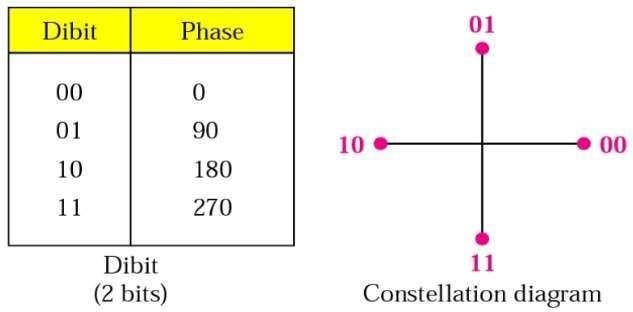 Dibit Phase
00 0
01 90
10 180
11 270
Dibit
(2 bits)
01
10 00
11
Constellation diagram